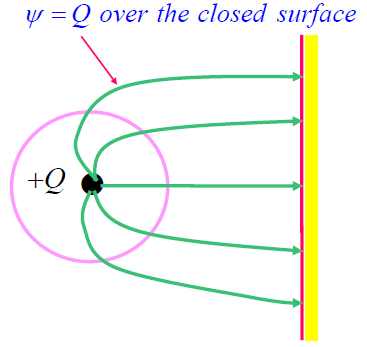 ψ = Q over the closed surface
+Q